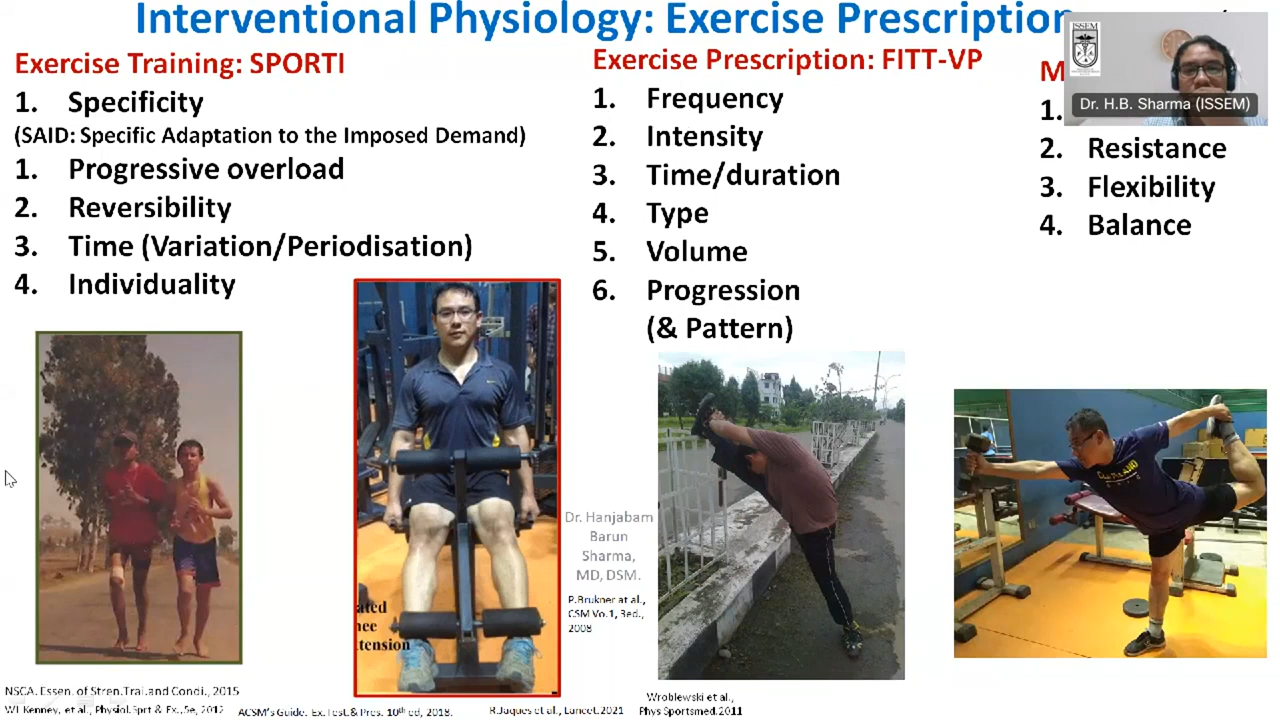 Interventional Physiology: Exercise Prescription
Exercise Training: SPORTI
1. Specificity
(SAID: Specific Adaptation to the Imposed Demand)
1. Progressive overload
2. Reversibility
3. Time (Variation/Periodisation)
4. Individuality
Exercise Prescription: FITT-VP
1. Frequency
2. Intensity
3. Time/duration
4. Type
5. Volume
6. Progression
(& Pattern)
M
1.
2. Resistance
3. Flexibility
4. Balance
ISSEM
Dr. H.B. Sharma (ISSEM)
ated
nee
tension
Dr. Hanjabam
Barun
Sharma,
MD, DSM.
P.Brukner at al.,
CSM Vo.1, 3ed.,
2008
NSCA. Essen. of Stren.Trai.and Condi., 2015
WL Kenney, et al., Physiol.Sprt & Ex.,5e, 2012
ACSM's Guide. Ex.Test.& Pres. 10th ed, 2018.
R.Jaques et al., Lancet.2021
Wroblewski et al.,
Phys Sportsmed.2011